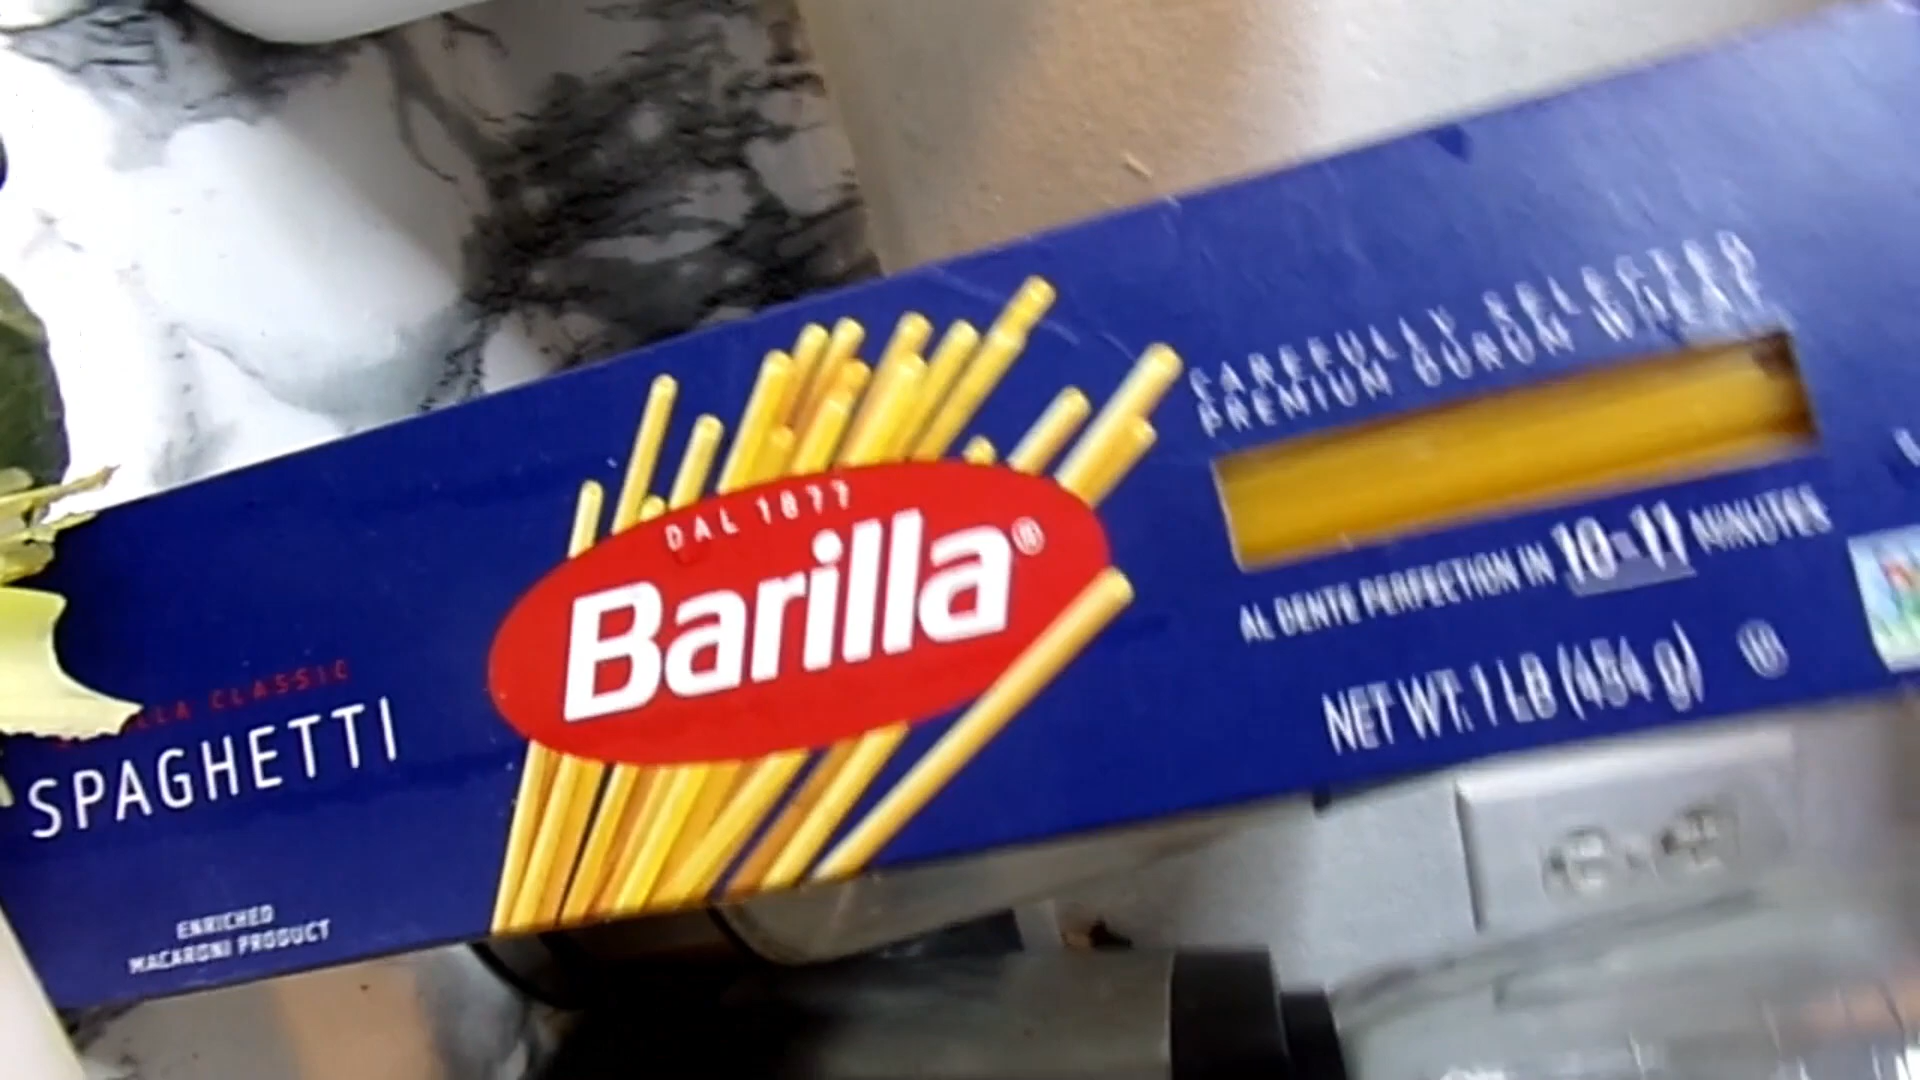 DAL 1877
Barilla®
CLASSIC
SPAGHETTI
ENRICHED
MACARONI PRODUCT
CAREFULLY SELECTED
PREMIUM DURUM WHEAT
AL DENTE PERFECTION IN 10-11 MINUTES
NET WT. 1 LB (454 g)